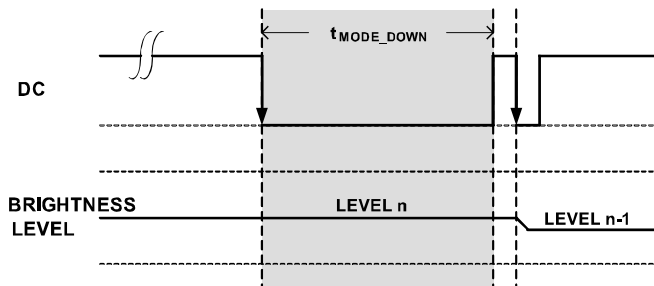 tMODE_DOWN
DC
BRIGHTNESS
LEVEL
LEVEL n
LEVEL n-1